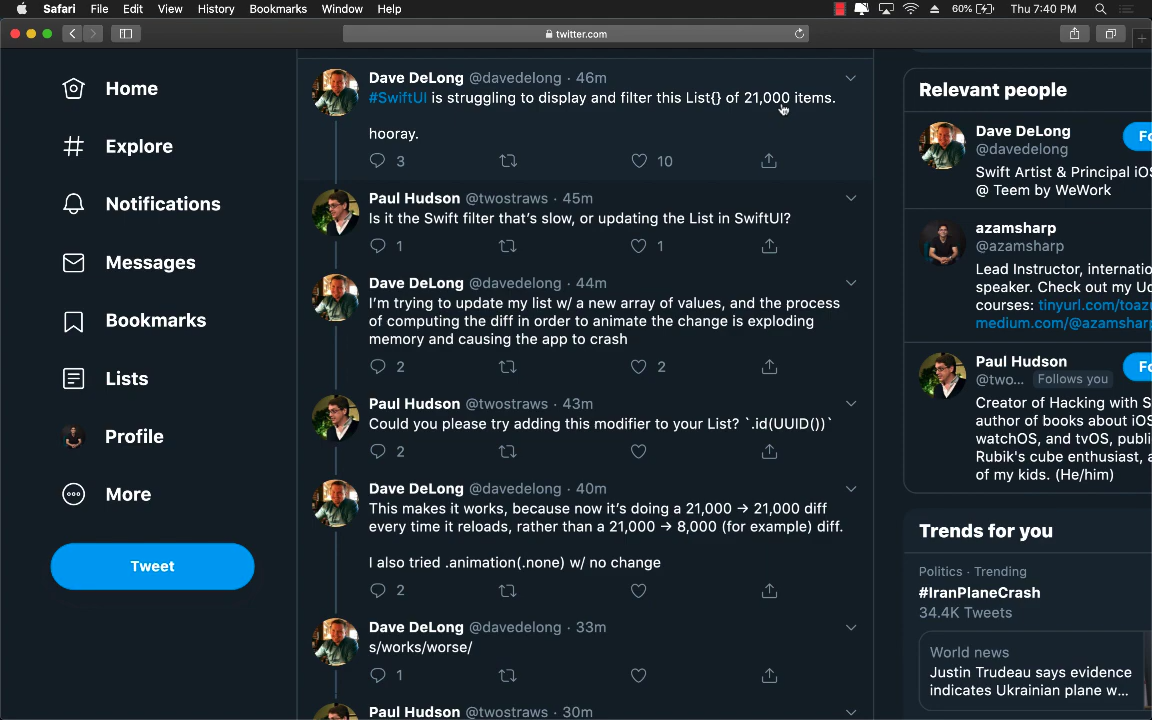 Safari File Edit View History Bookmarks Window Help 60% Thu 7:40 PM
twitter.com
Home
Explore
Notifications
Messages
Bookmarks
Lists
Profile
More
Tweet
Dave DeLong @davedelong · 46m
#SwiftUI is struggling to display and filter this List{} of 21,000 items.
hooray.
3 10
Paul Hudson @twostraws · 45m
Is it the Swift filter that's slow, or updating the List in SwiftUI?
1 1
Dave DeLong @davedelong · 44m
I'm trying to update my list w/ a new array of values, and the process
of computing the diff in order to animate the change is exploding
memory and causing the app to crash
2 2
Paul Hudson @twostraws · 43m
Could you please try adding this modifier to your List? `.id(UUID())`
2
Dave DeLong @davedelong · 40m
This makes it works, because now it's doing a 21,000 → 21,000 diff
every time it reloads, rather than a 21,000 → 8,000 (for example) diff.
I also tried .animation(.none) w/ no change
2
Dave DeLong @davedelong · 33m
s/works/worse/
1
Paul Hudson @twostraws · 30m
Relevant people
Dave DeLong
@davedelong
Fo
Swift Artist & Principal iO
@ Teem by WeWork
azamsharp
@azamsharp
Lead Instructor, internatio
speaker. Check out my Ud
courses: tinyurl.com/toazu
medium.com/@azamsharp
Paul Hudson
@two... Follows you
Fo
Creator of Hacking with S
author of books about iOS
watchOS, and tvOS, publi
Rubik's cube enthusiast, a
of my kids. (He/him)
Trends for you
Politics · Trending
#IranPlaneCrash
34.4K Tweets
World news
Justin Trudeau says evidence
indicates Ukrainian plane w...